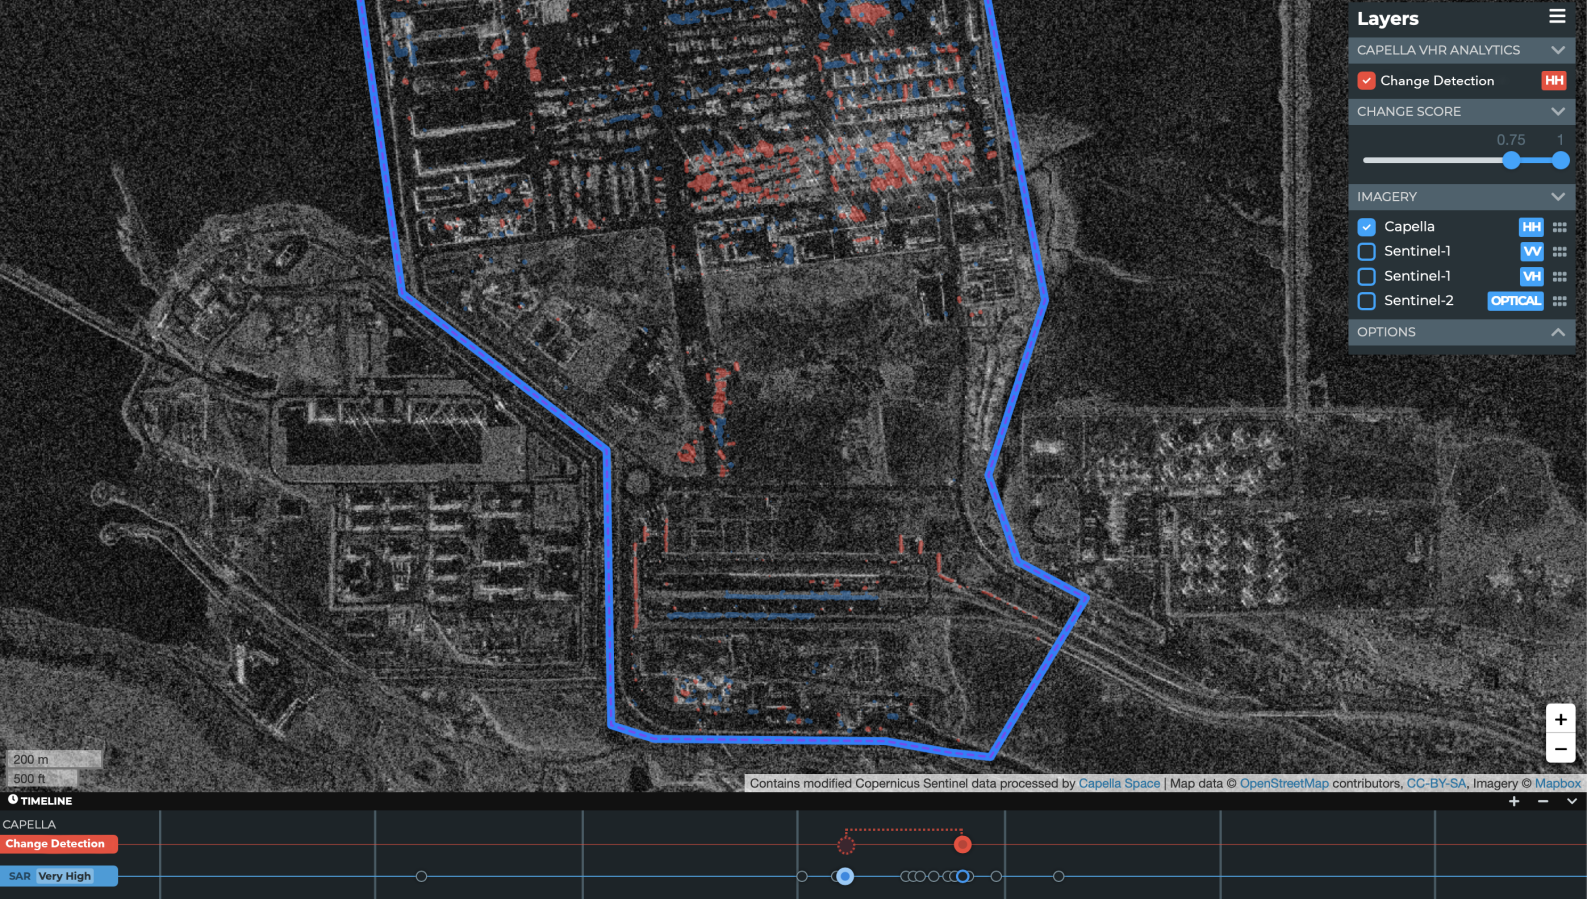 Layers
CAPELLA VHR ANALYTICS
Change Detection HH
CHANGE SCORE
0.75 1
IMAGERY
Capella HH
Sentinel-1 VV
Sentinel-1 VH
Sentinel-2 OPTICAL
OPTIONS
+
−
200 m
500 ft
Contains modified Copernicus Sentinel data processed by Capella Space | Map data © OpenStreetMap contributors, CC-BY-SA, Imagery © Mapbox
TIMELINE + −
CAPELLA
Change Detection
SAR Very High